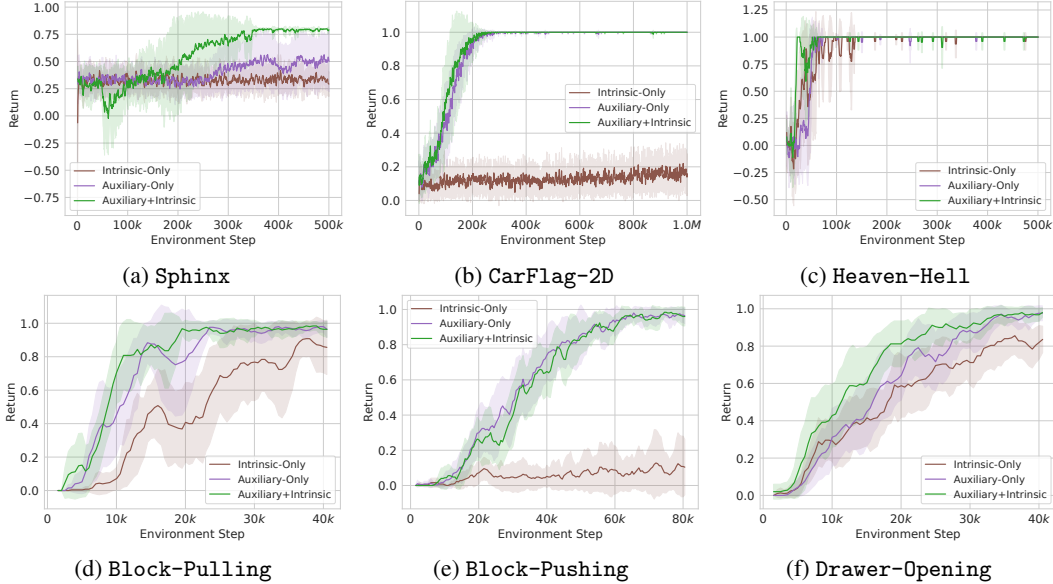 1.00
0.75
0.50
0.25
0.00
−0.25
−0.50
−0.75
Return
0 100k 200k 300k 400k 500k
Environment Step
Intrinsic-Only
Auxiliary-Only
Auxiliary+Intrinsic
(a) Sphinx
1.0
0.8
0.6
0.4
0.2
0.0
Return
0 200k 400k 600k 800k 1.0M
Environment Step
Intrinsic-Only
Auxiliary-Only
Auxiliary+Intrinsic
(b) CarFlag-2D
1.25
1.00
0.75
0.50
0.25
0.00
−0.25
−0.50
Return
0 100k 200k 300k 400k 500k
Environment Step
Intrinsic-Only
Auxiliary-Only
Auxiliary+Intrinsic
(c) Heaven-Hell
1.0
0.8
0.6
0.4
0.2
0.0
Return
0 10k 20k 30k 40k
Environment Step
Intrinsic-Only
Auxiliary-Only
Auxiliary+Intrinsic
(d) Block-Pulling
1.0
0.8
0.6
0.4
0.2
0.0
Return
0 20k 40k 60k 80k
Environment Step
Intrinsic-Only
Auxiliary-Only
Auxiliary+Intrinsic
(e) Block-Pushing
1.0
0.8
0.6
0.4
0.2
0.0
Return
0 10k 20k 30k 40k
Environment Step
Intrinsic-Only
Auxiliary-Only
Auxiliary+Intrinsic
(f) Drawer-Opening